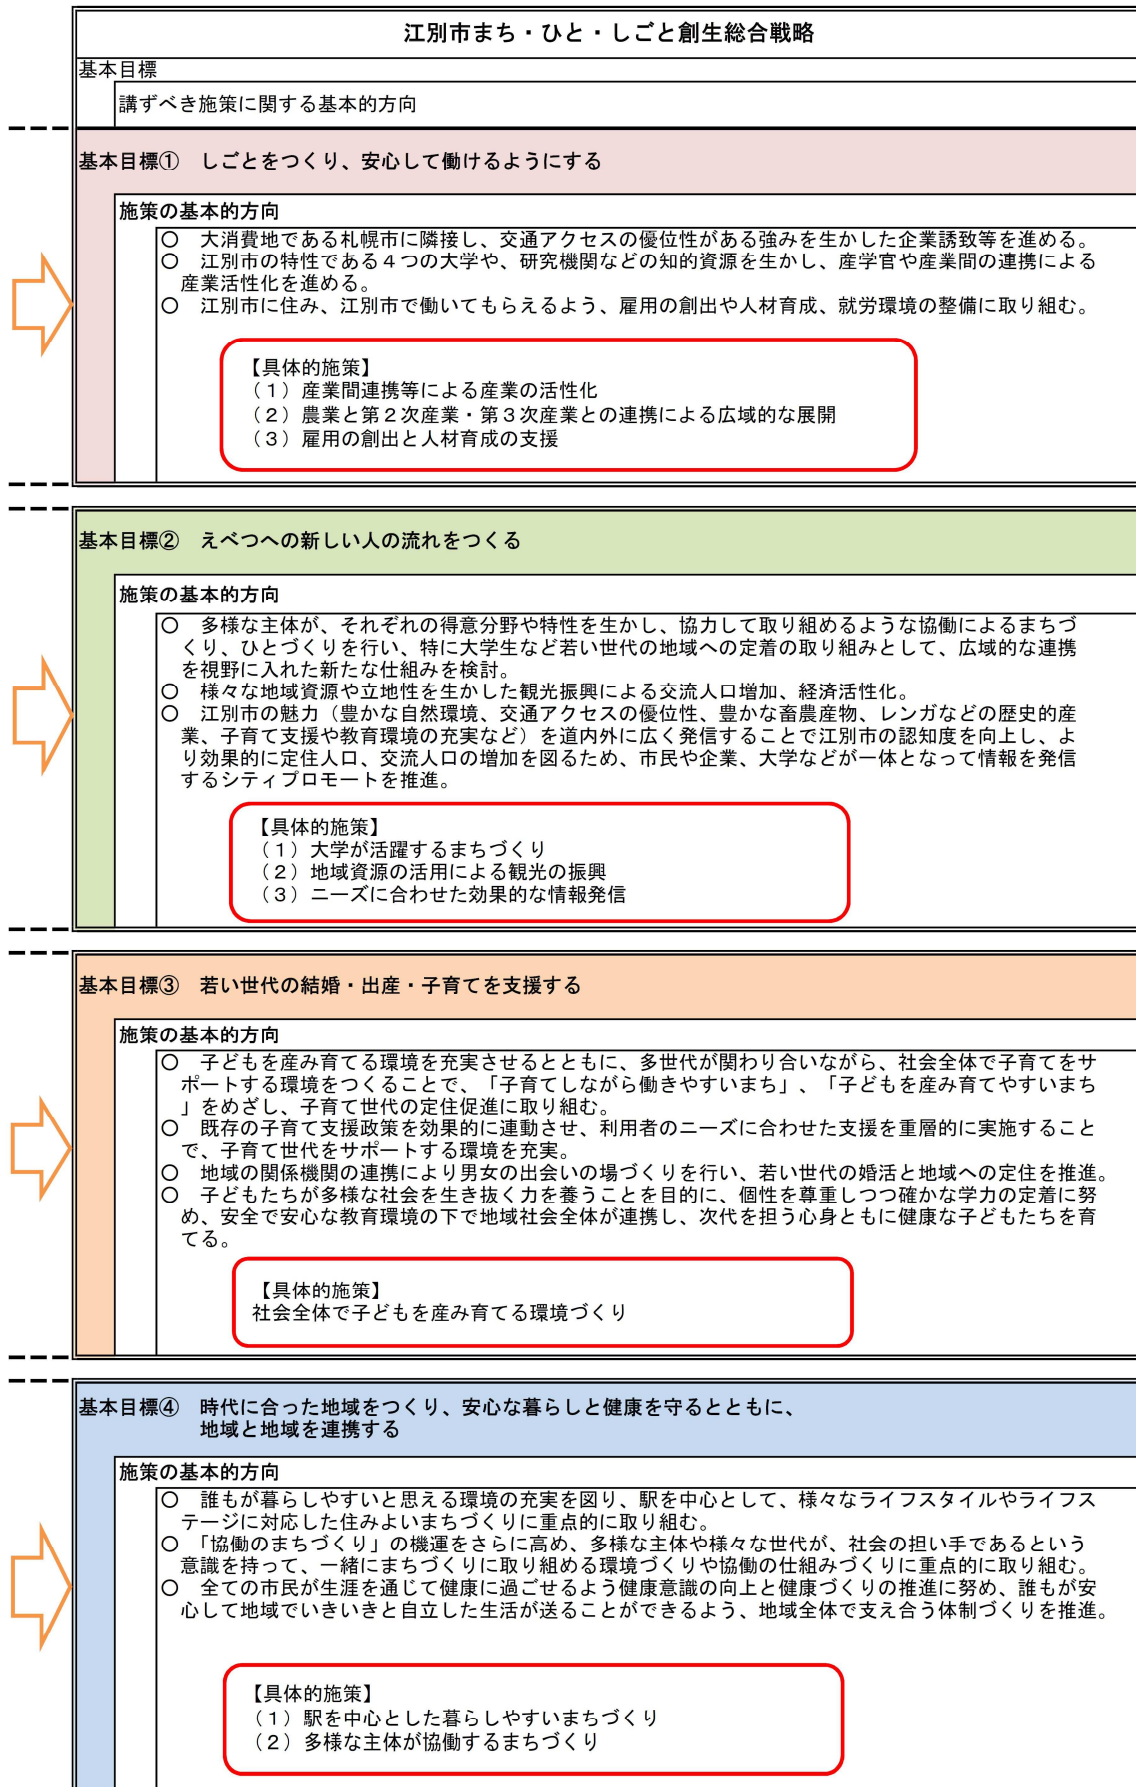 江別市まち・ひと・しごと創生総合戦略
基本目標
講ずべき施策に関する基本的方向
基本目標①　しごとをつくり、安心して働けるようにする
施策の基本的方向
○　大消費地である札幌市に隣接し、交通アクセスの優位性がある強みを生かした企業誘致等を進める。
○　江別市の特性である４つの大学や、研究機関などの知的資源を生かし、産学官や産業間の連携による
産業活性化を進める。
○　江別市に住み、江別市で働いてもらえるよう、雇用の創出や人材育成、就労環境の整備に取り組む。
【具体的施策】
（１）産業間連携等による産業の活性化
（２）農業と第２次産業・第３次産業との連携による広域的な展開
（３）雇用の創出と人材育成の支援
基本目標②　えべつへの新しい人の流れをつくる
施策の基本的方向
○　多様な主体が、それぞれの得意分野や特性を生かし、協力して取り組めるような協働によるまちづ
くり、ひとづくりを行い、特に大学生など若い世代の地域への定着の取り組みとして、広域的な連携
を視野に入れた新たな仕組みを検討。
○　様々な地域資源や立地性を生かした観光振興による交流人口増加、経済活性化。
○　江別市の魅力（豊かな自然環境、交通アクセスの優位性、豊かな畜農産物、レンガなどの歴史的産
業、子育て支援や教育環境の充実など）を道内外に広く発信することで江別市の認知度を向上し、よ
り効果的に定住人口、交流人口の増加を図るため、市民や企業、大学などが一体となって情報を発信
するシティプロモートを推進。
【具体的施策】
（１）大学が活躍するまちづくり
（２）地域資源の活用による観光の振興
（３）ニーズに合わせた効果的な情報発信
基本目標③　若い世代の結婚・出産・子育てを支援する
施策の基本的方向
○　子どもを産み育てる環境を充実させるとともに、多世代が関わり合いながら、社会全体で子育てをサ
ポートする環境をつくることで、「子育てしながら働きやすいまち」、「子どもを産み育てやすいまち
」をめざし、子育て世代の定住促進に取り組む。
○　既存の子育て支援政策を効果的に連動させ、利用者のニーズに合わせた支援を重層的に実施すること
で、子育て世代をサポートする環境を充実。
○　地域の関係機関の連携により男女の出会いの場づくりを行い、若い世代の婚活と地域への定住を推進。
○　子どもたちが多様な社会を生き抜く力を養うことを目的に、個性を尊重しつつ確かな学力の定着に努
め、安全で安心な教育環境の下で地域社会全体が連携し、次代を担う心身ともに健康な子どもたちを育
てる。
【具体的施策】
社会全体で子どもを産み育てる環境づくり
基本目標④　時代に合った地域をつくり、安心な暮らしと健康を守るとともに、
地域と地域を連携する
施策の基本的方向
○　誰もが暮らしやすいと思える環境の充実を図り、駅を中心として、様々なライフスタイルやライフス
テージに対応した住みよいまちづくりに重点的に取り組む。
○　「協働のまちづくり」の機運をさらに高め、多様な主体や様々な世代が、社会の担い手であるという
意識を持って、一緒にまちづくりに取り組める環境づくりや協働の仕組みづくりに重点的に取り組む。
○　全ての市民が生涯を通じて健康に過ごせるよう健康意識の向上と健康づくりの推進に努め、誰もが安
心して地域でいきいきと自立した生活が送ることができるよう、地域全体で支え合う体制づくりを推進。
【具体的施策】
（１）駅を中心とした暮らしやすいまちづくり
（２）多様な主体が協働するまちづくり